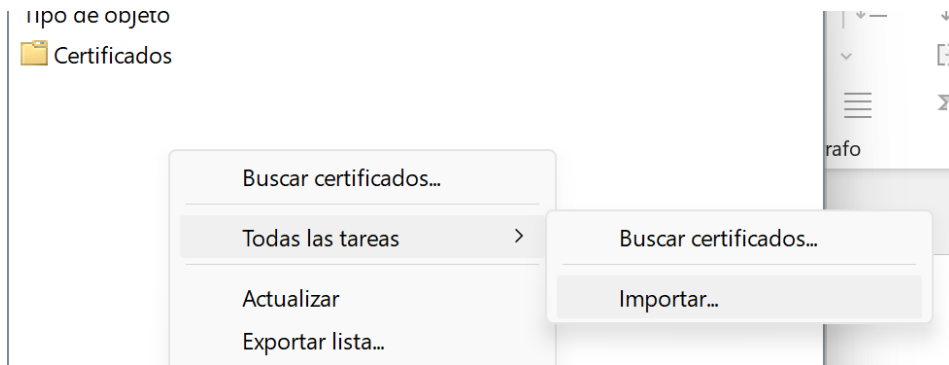 Tipo de objeto
Certificados
rafo
Buscar certificados...
Todas las tareas
Buscar certificados...
Actualizar
Importar...
Exportar lista...